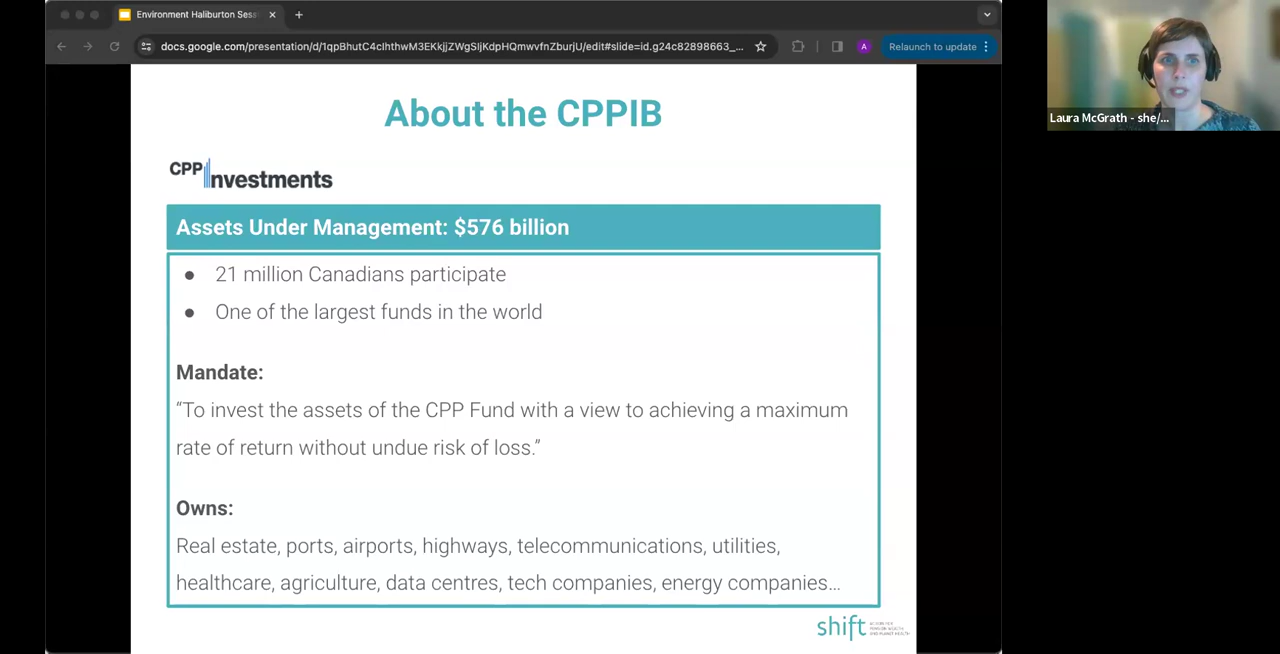 Environment Haliburton Sess
docs.google.com/presentation/d/1qpBhutC4cIhthwM3EKkjjZWgSIjKdpHQmwvfnZburjU/edit#slide=id.g24c82898663_...
A
Relaunch to update
Laura McGrath - she/...
About the CPPIB
CPP Investments
Assets Under Management: $576 billion
● 21 million Canadians participate
● One of the largest funds in the world
Mandate:
“To invest the assets of the CPP Fund with a view to achieving a maximum
rate of return without undue risk of loss.”
Owns:
Real estate, ports, airports, highways, telecommunications, utilities,
healthcare, agriculture, data centres, tech companies, energy companies…
shift